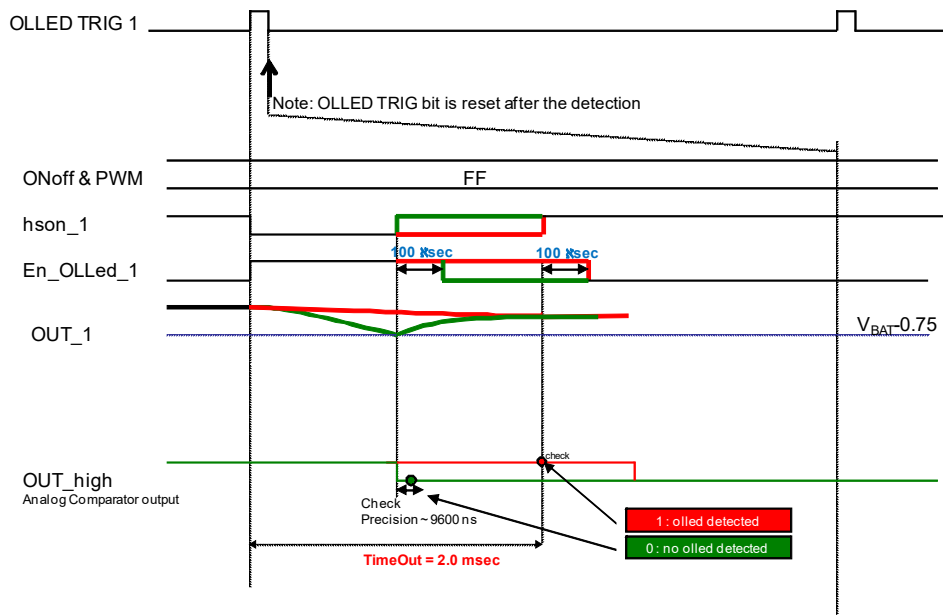 OLLED TRIG 1
Note: OLLED TRIG bit is reset after the detection
ONoff & PWM
FF
hson_1
100 sec
100 sec
En_OLLed_1
OUT_1
VBAT-0.75
check
OUT_high
Analog Comparator output
Check
Precision ~ 9600 ns
1 : olled detected
0 : no olled detected
TimeOut = 2.0 msec